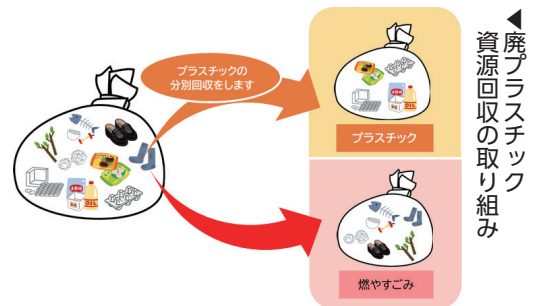 ◀廃プラスチック
資源回収の取り組み
プラスチックの
分別回収をします
プラスチック
燃やすごみ
OIL
OIL